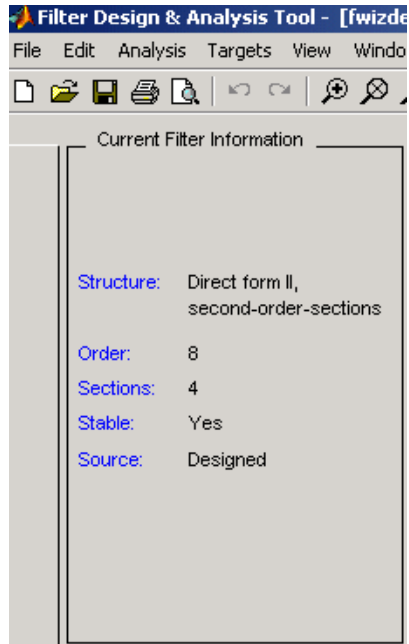 Filter Design & Analysis Tool - [fwizde
File Edit Analysis Targets View Windo
Current Filter Information
Structure: Direct form II,
second-order-sections
Order: 8
Sections: 4
Stable: Yes
Source: Designed